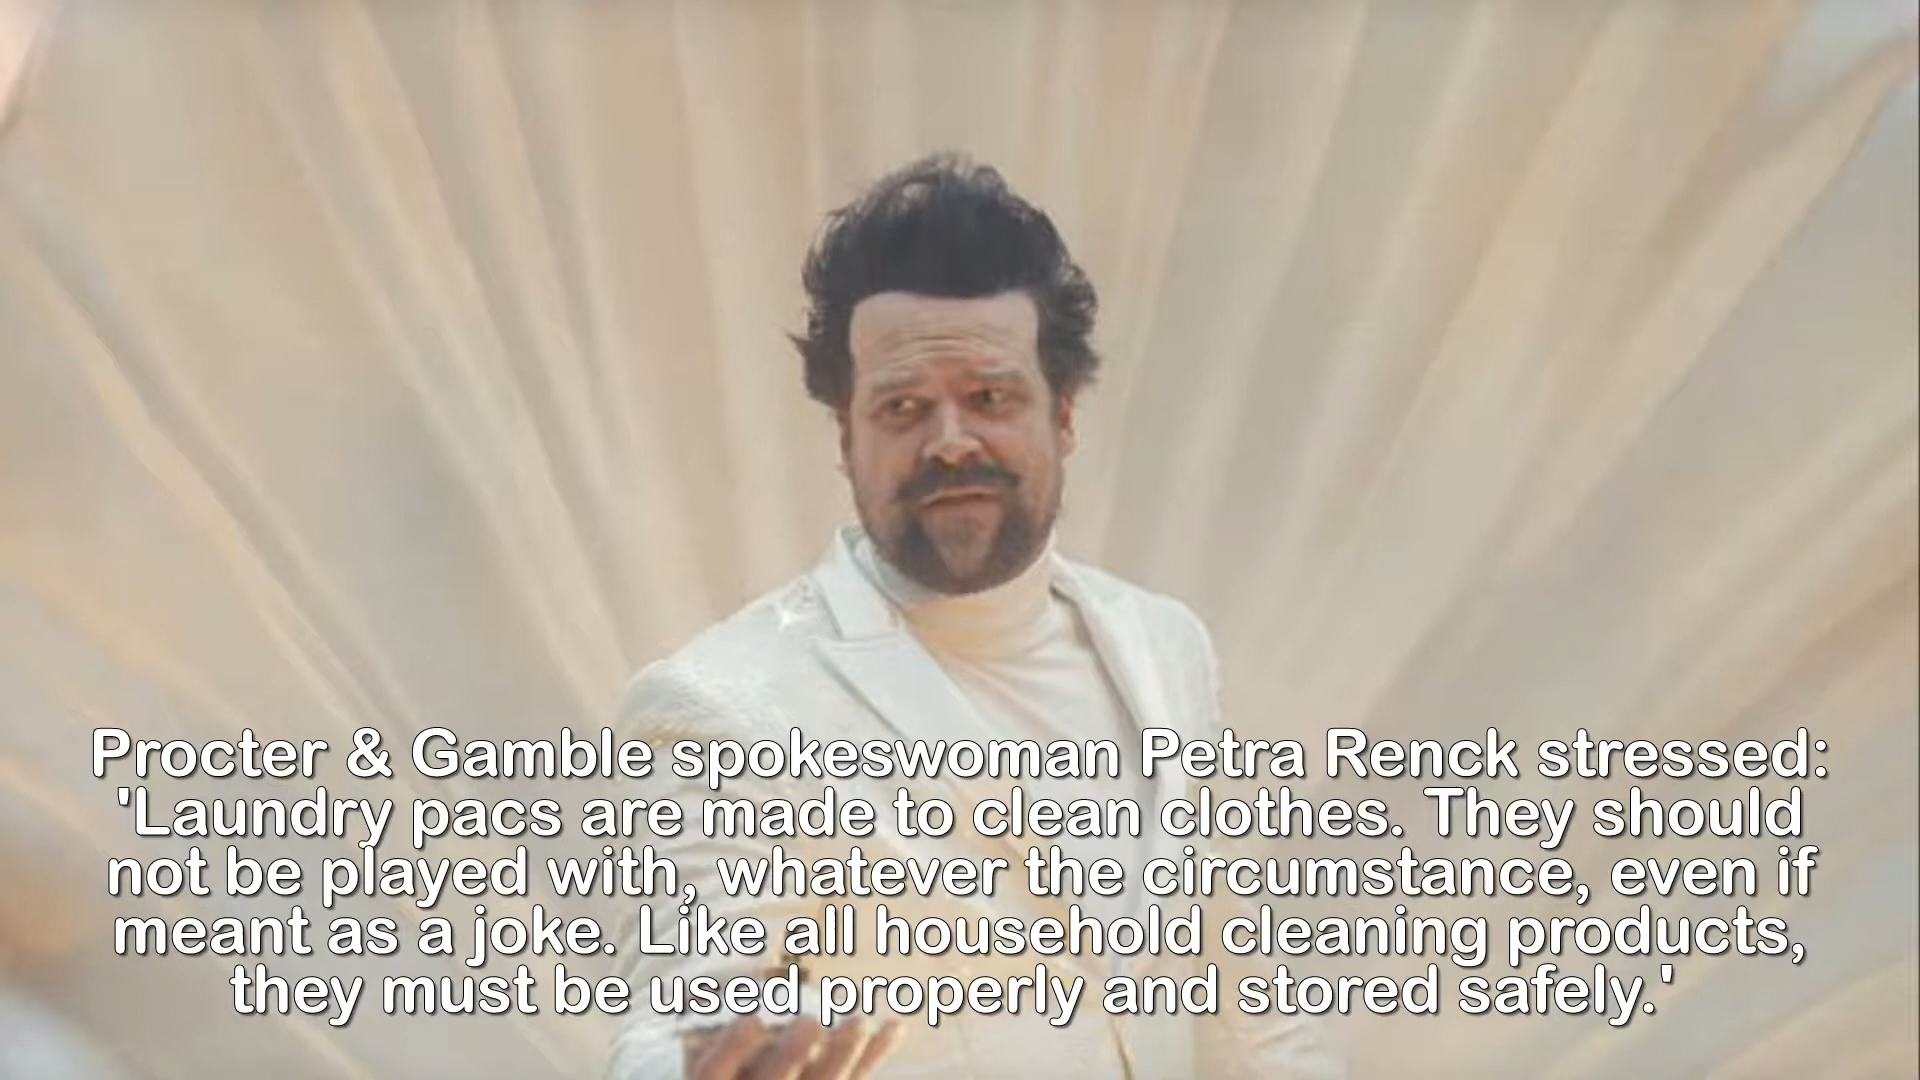 Procter & Gamble spokeswoman Petra Renck stressed:
'Laundry pacs are made to clean clothes. They should
not be played with, whatever the circumstance, even if
meant as a joke. Like all household cleaning products,
they must be used properly and stored safely.'